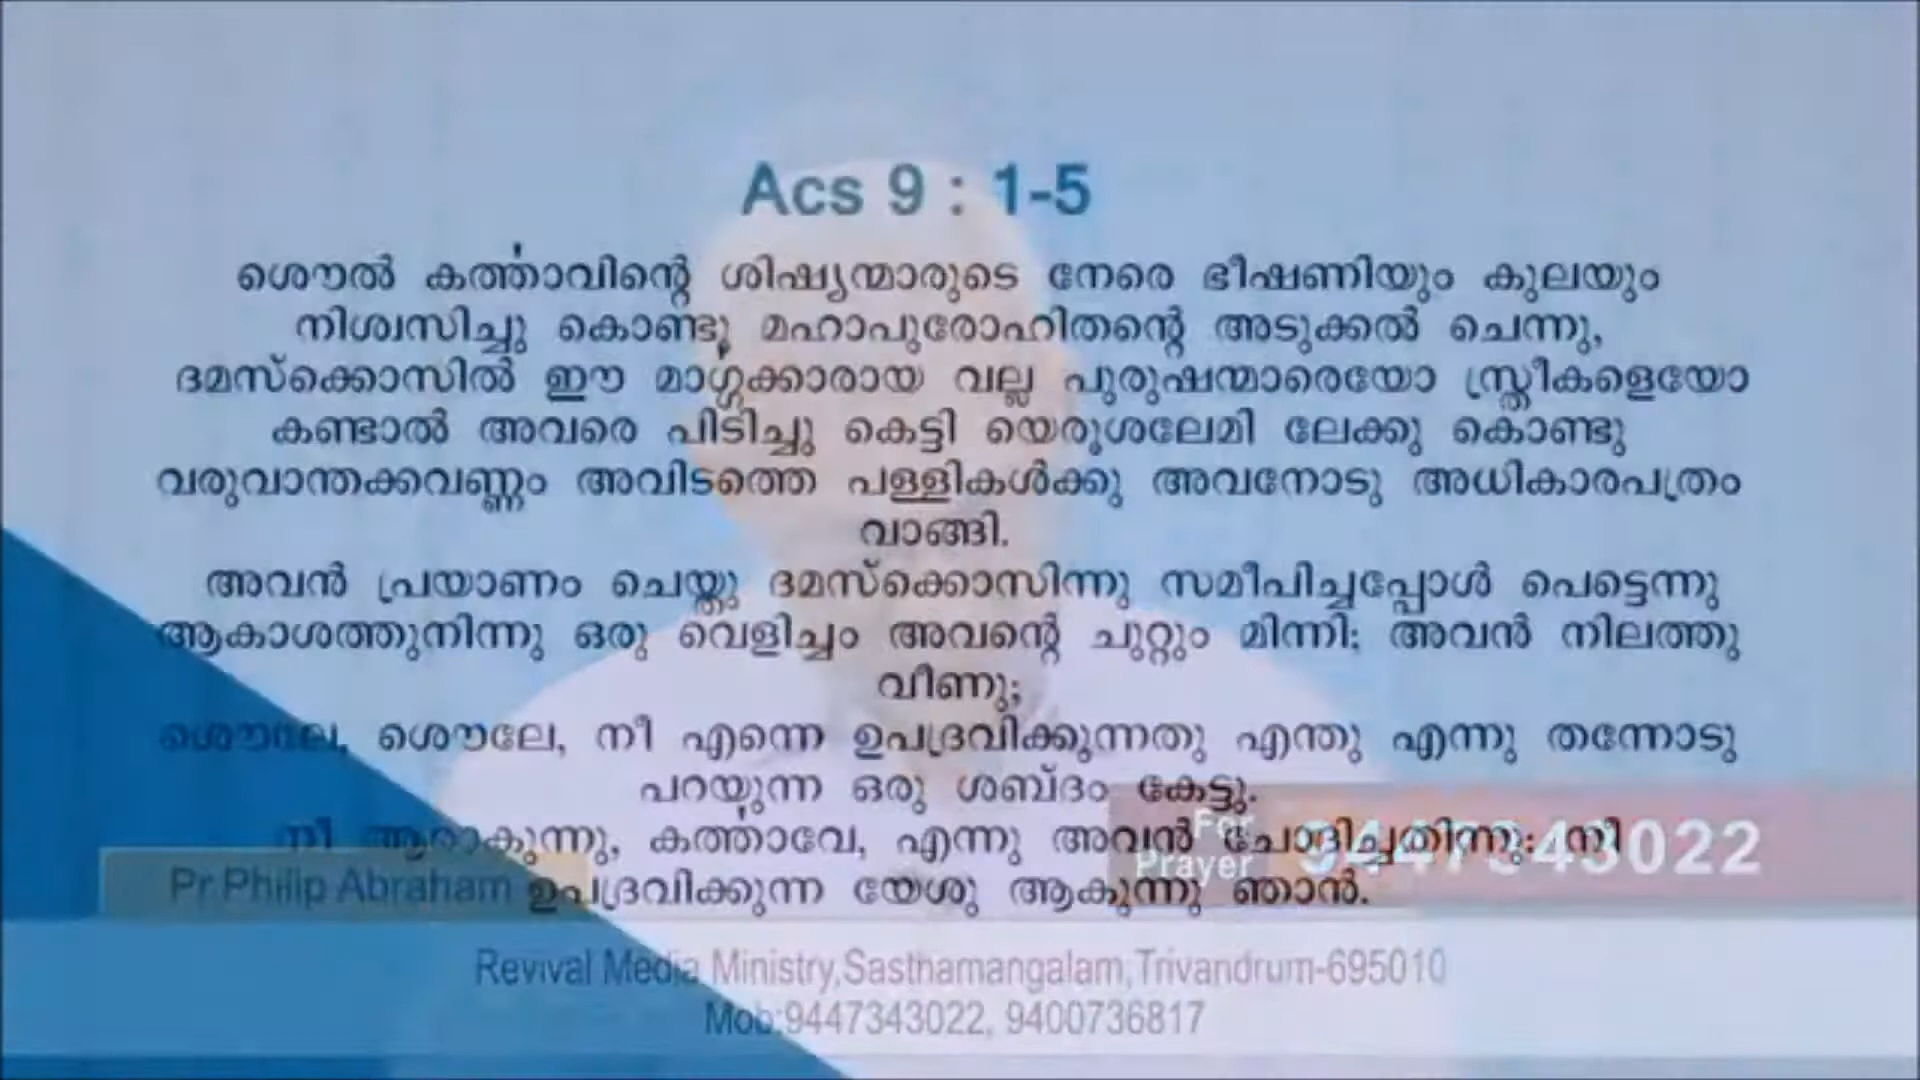 Acs 9 : 1-5
ശൌൽ കൎത്താവിന്റെ ശിഷ്യന്മാരുടെ നേരെ ഭീഷണിയും കുലയും
നിശ്വസിച്ചു കൊണ്ടു മഹാപുരോഹിതന്റെ അടുക്കൽ ചെന്നു,
ദമസ്ക്കൊസിൽ ഈ മാൎഗ്ഗക്കാരായ വല്ല പുരുഷന്മാരെയോ സ്ത്രീകളെയോ
കണ്ടാൽ അവരെ പിടിച്ചു കെട്ടി യെരൂശലേമി ലേക്കു കൊണ്ടു
വരുവാന്തക്കവണ്ണം അവിടത്തെ പള്ളികൾക്കു അവനോടു അധികാരപത്രം
വാങ്ങി.
അവൻ പ്രയാണം ചെയ്തു ദമസ്ക്കൊസിന്നു സമീപിച്ചപ്പോൾ പെട്ടെന്നു
ആകാശത്തുനിന്നു ഒരു വെളിച്ചം അവന്റെ ചുറ്റും മിന്നി; അവൻ നിലത്തു
വീണു;
ശൌലേ, ശൌലേ, നീ എന്നെ ഉപദ്രവിക്കുന്നതു എന്തു എന്നു തന്നോടു
പറയുന്ന ഒരു ശബ്ദം കേട്ടു.
നീ ആരാകുന്നു, കൎത്താവേ, എന്നു അവൻ ചോദിച്ചതിന്നു: നീ
ഉപദ്രവിക്കുന്ന യേശു ആകുന്നു ഞാൻ.
For
Prayer 9447343022
Pr.Philip Abraham
Revival Media Ministry,Sasthamangalam,Trivandrum-695010
Mob:9447343022, 9400736817